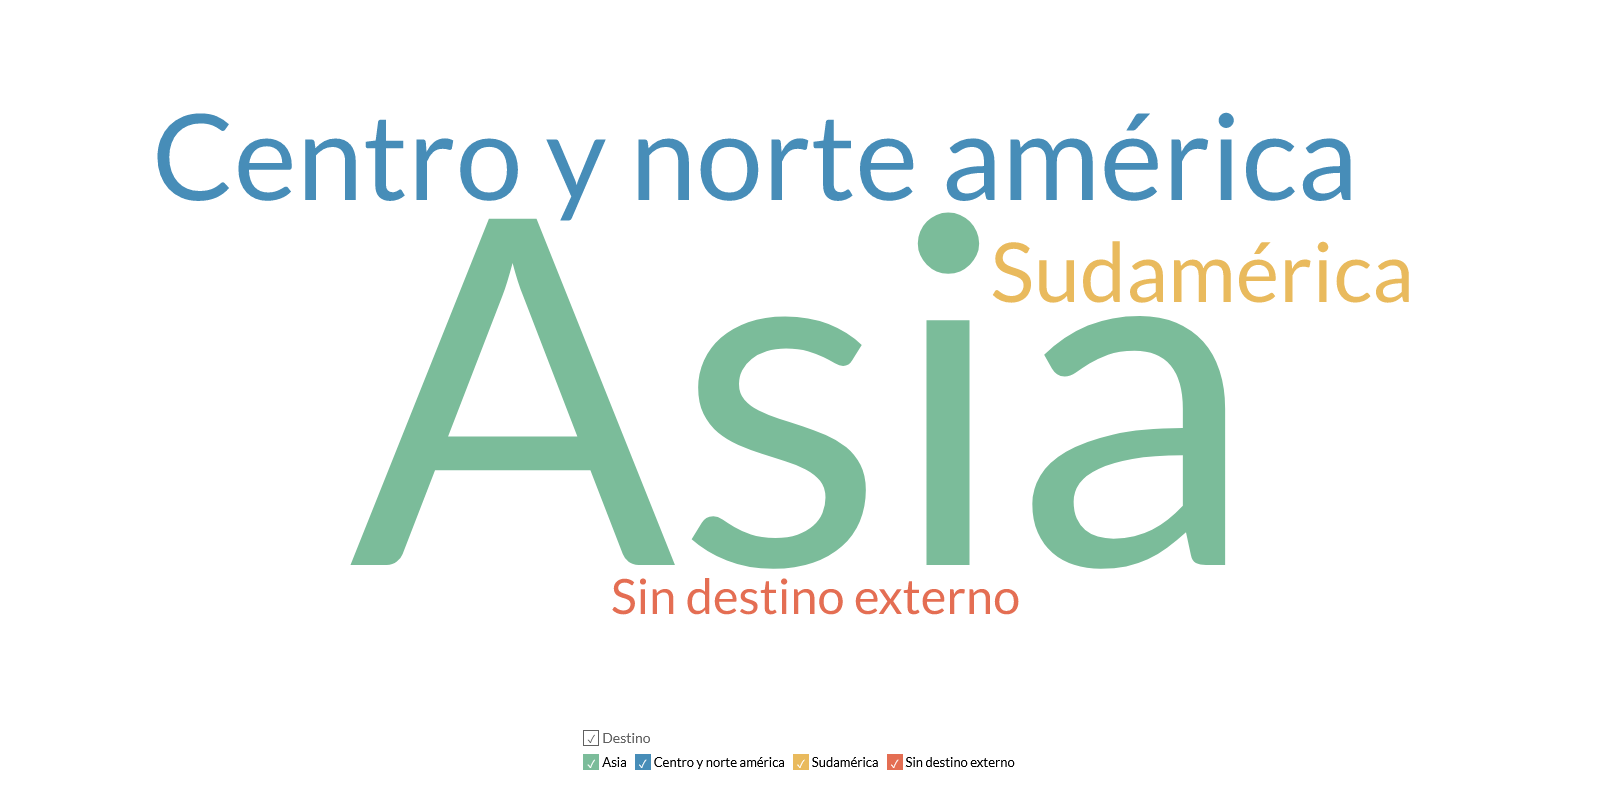 Centro y norte américa
Asia
Sudamérica
Sin destino externo
Destino
Asia Centro y norte américa Sudamérica Sin destino externo